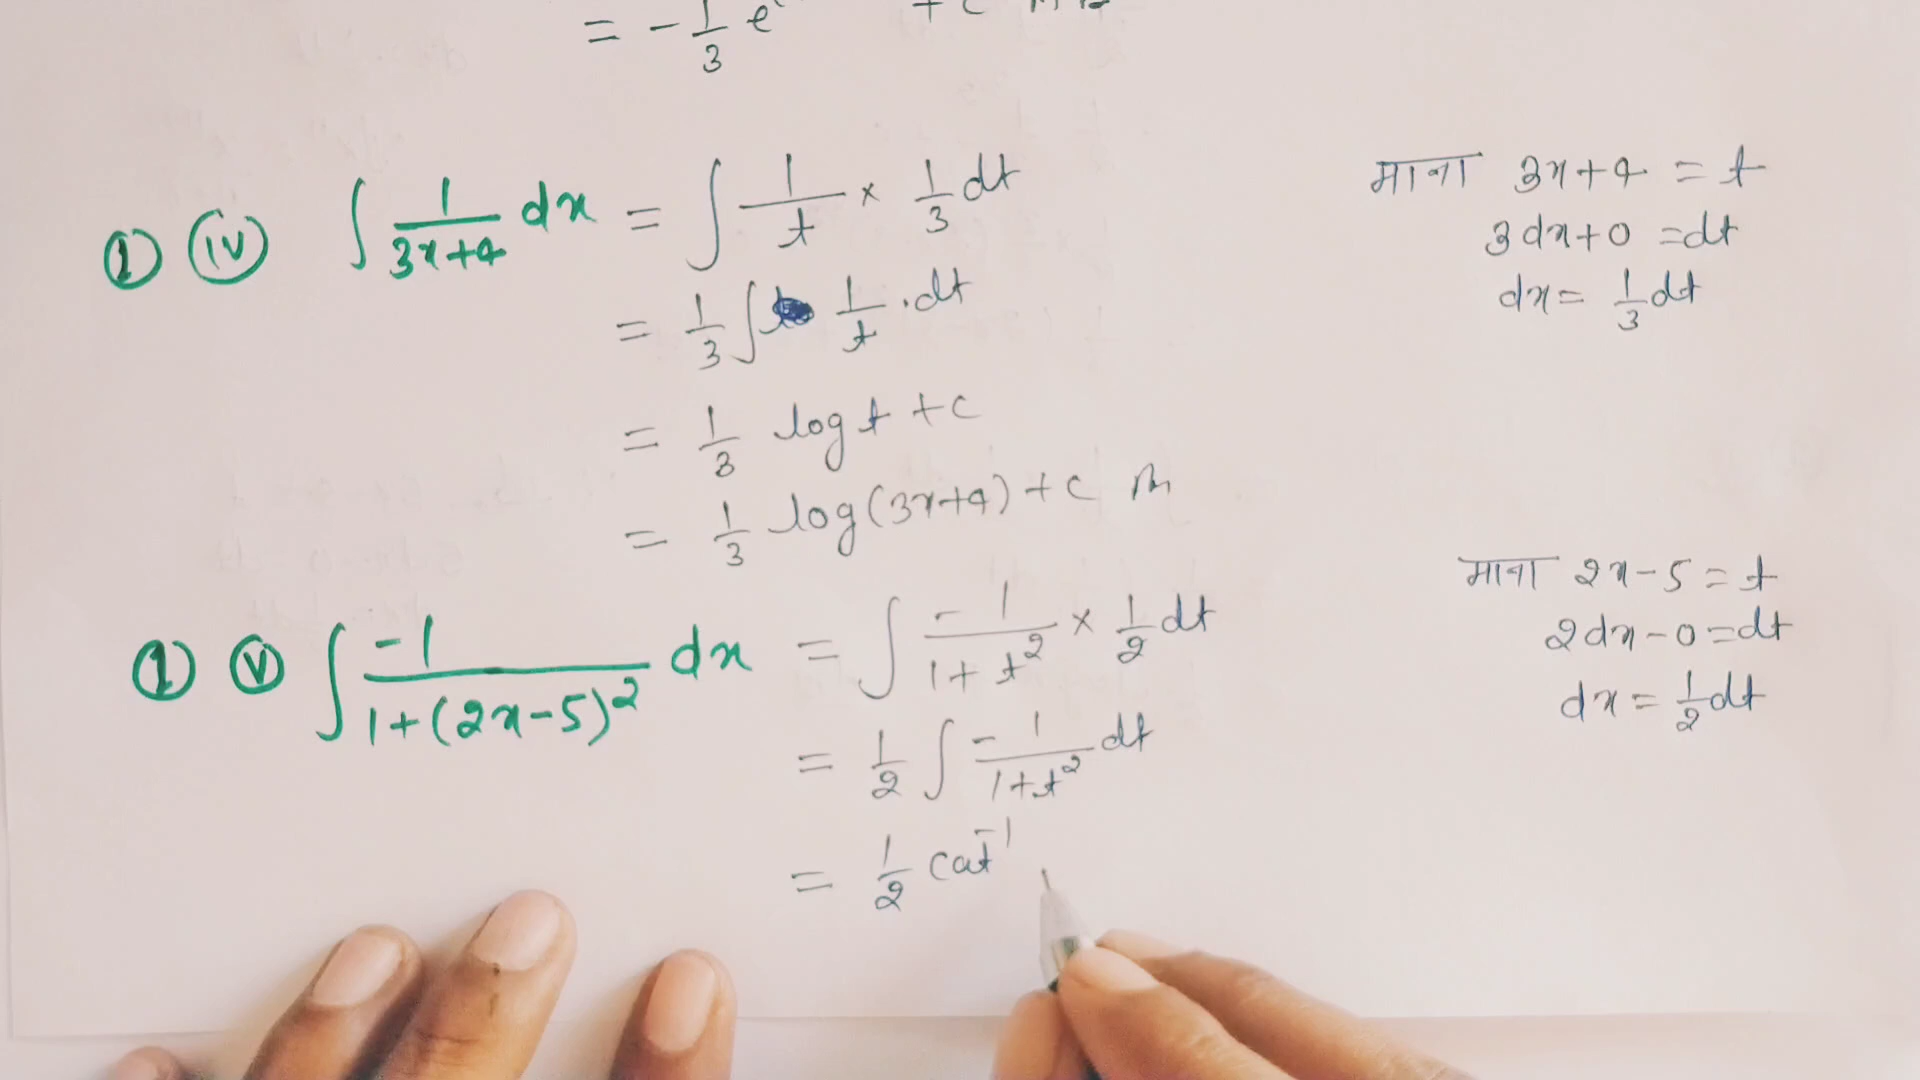 = -1/3 e + c
① (iv) ∫ 1/(3x+4) dx = ∫ 1/t × 1/3 dt
माना 3x+4 = t
3dx+0 = dt
dx = 1/3 dt
= 1/3 ∫ 1/t . dt
= 1/3 log t + c
= 1/3 log(3x+4) + c
① (v) ∫ -1/(1+(2x-5)²) dx = ∫ -1/(1+t²) × 1/2 dt
माना 2x-5 = t
2dx-0 = dt
dx = 1/2 dt
= 1/2 ∫ -1/(1+t²) dt
= 1/2 cot⁻¹